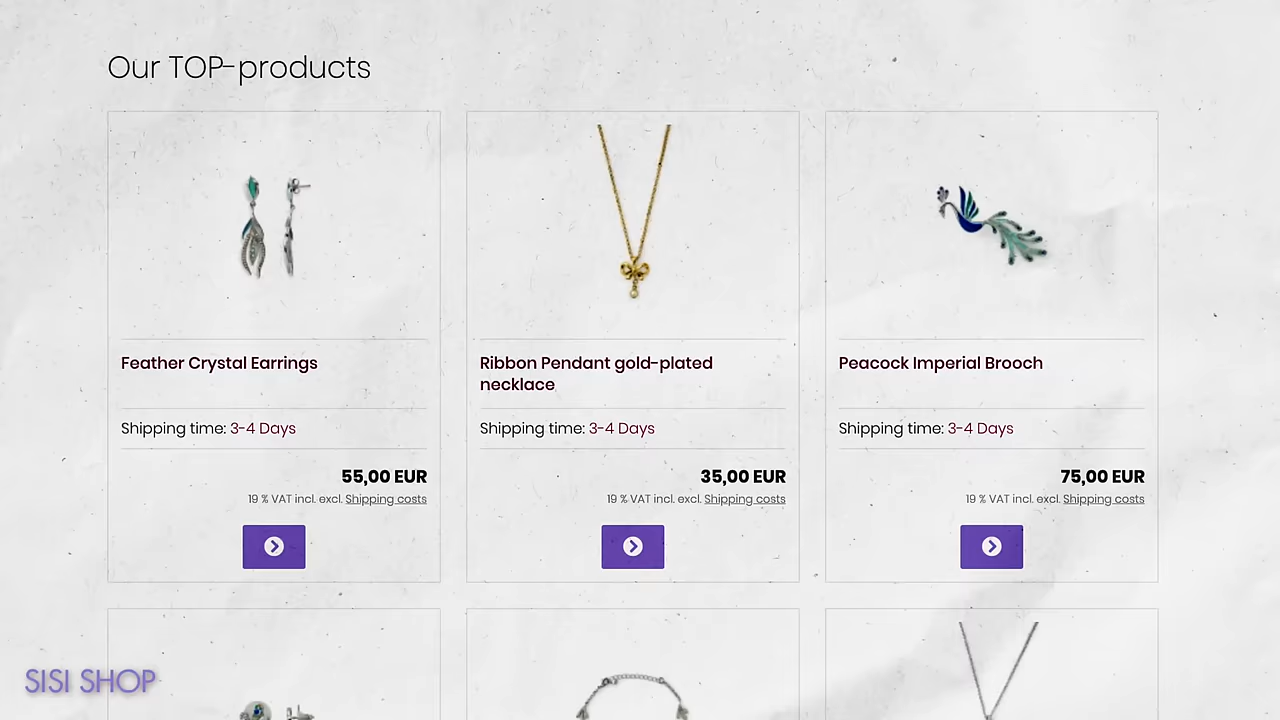 Our TOP-products
Feather Crystal Earrings
Shipping time: 3-4 Days
55,00 EUR
19 % VAT incl. excl. Shipping costs
Ribbon Pendant gold-plated
necklace
Shipping time: 3-4 Days
35,00 EUR
19 % VAT incl. excl. Shipping costs
Peacock Imperial Brooch
Shipping time: 3-4 Days
75,00 EUR
19 % VAT incl. excl. Shipping costs
SISI SHOP